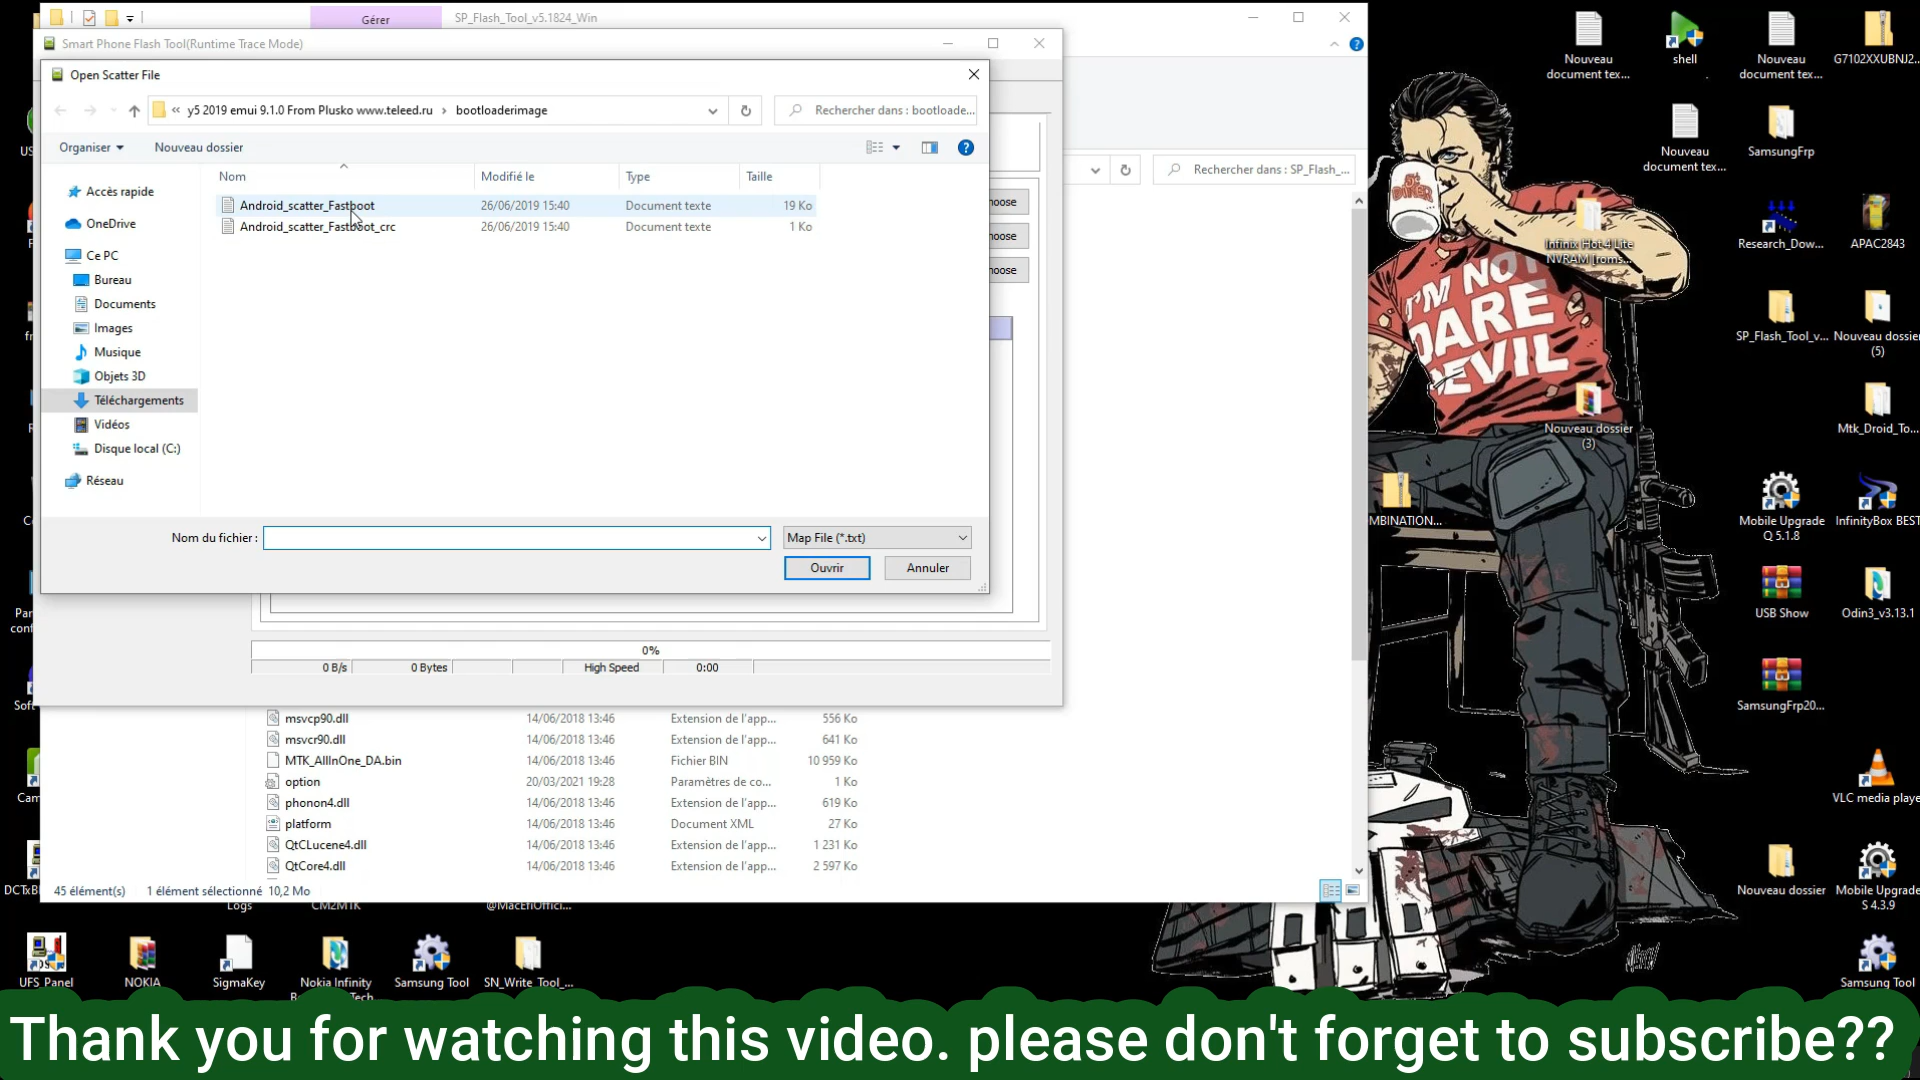 Gérer
SP_Flash_Tool_v5.1824_Win
Smart Phone Flash Tool(Runtime Trace Mode)
Open Scatter File
« y5 2019 emui 9.1.0 From Plusko www.teleed.ru › bootloaderimage
Rechercher dans : bootloade...
Organiser
Nouveau dossier
Nom
Modifié le
Type
Taille
Android_scatter_Fastboot 26/06/2019 15:40 Document texte 19 Ko
Android_scatter_Fastboot_crc 26/06/2019 15:40 Document texte 1 Ko
Accès rapide
OneDrive
Ce PC
Bureau
Documents
Images
Musique
Objets 3D
Téléchargements
Vidéos
Disque local (C:)
Réseau
Nom du fichier :
Map File (*.txt)
Ouvrir
Annuler
Rechercher dans : SP_Flash_...
hoose
hoose
hoose
0%
0 B/s
0 Bytes
High Speed
0:00
msvcp90.dll 14/06/2018 13:46 Extension de l'app... 556 Ko
msvcr90.dll 14/06/2018 13:46 Extension de l'app... 641 Ko
MTK_AllInOne_DA.bin 14/06/2018 13:46 Fichier BIN 10 959 Ko
option 20/03/2021 19:28 Paramètres de co... 1 Ko
phonon4.dll 14/06/2018 13:46 Extension de l'app... 619 Ko
platform 14/06/2018 13:46 Document XML 27 Ko
QtCLucene4.dll 14/06/2018 13:46 Extension de l'app... 1 231 Ko
QtCore4.dll 14/06/2018 13:46 Extension de l'app... 2 597 Ko
45 élément(s)
1 élément sélectionné 10,2 Mo
Nouveau
document tex...
shell
Nouveau
document tex...
G7102XXUBNJ2...
Nouveau
document tex...
SamsungFrp
Infinix Hot 4 Lite
NVRAM [roms...
Research_Dow...
APAC2843
SP_Flash_Tool_v...
Nouveau dossier
(5)
Nouveau dossier
(3)
Mtk_Droid_To...
MBINATION...
Mobile Upgrade
Q 5.1.8
InfinityBox BEST
USB Show
Odin3_v3.13.1
SamsungFrp20...
VLC media playe
Nouveau dossier
Mobile Upgrade
S 4.3.9
Samsung Tool
I'M NOT
DARE
DEVIL
5c
DINER
Logs
CM2MTK
@MacEfiOffici...
UFS Panel
NOKIA
SigmaKey
Nokia Infinity
Samsung Tool
SN_Write_Tool_...
Thank you for watching this video. please don't forget to subscribe??